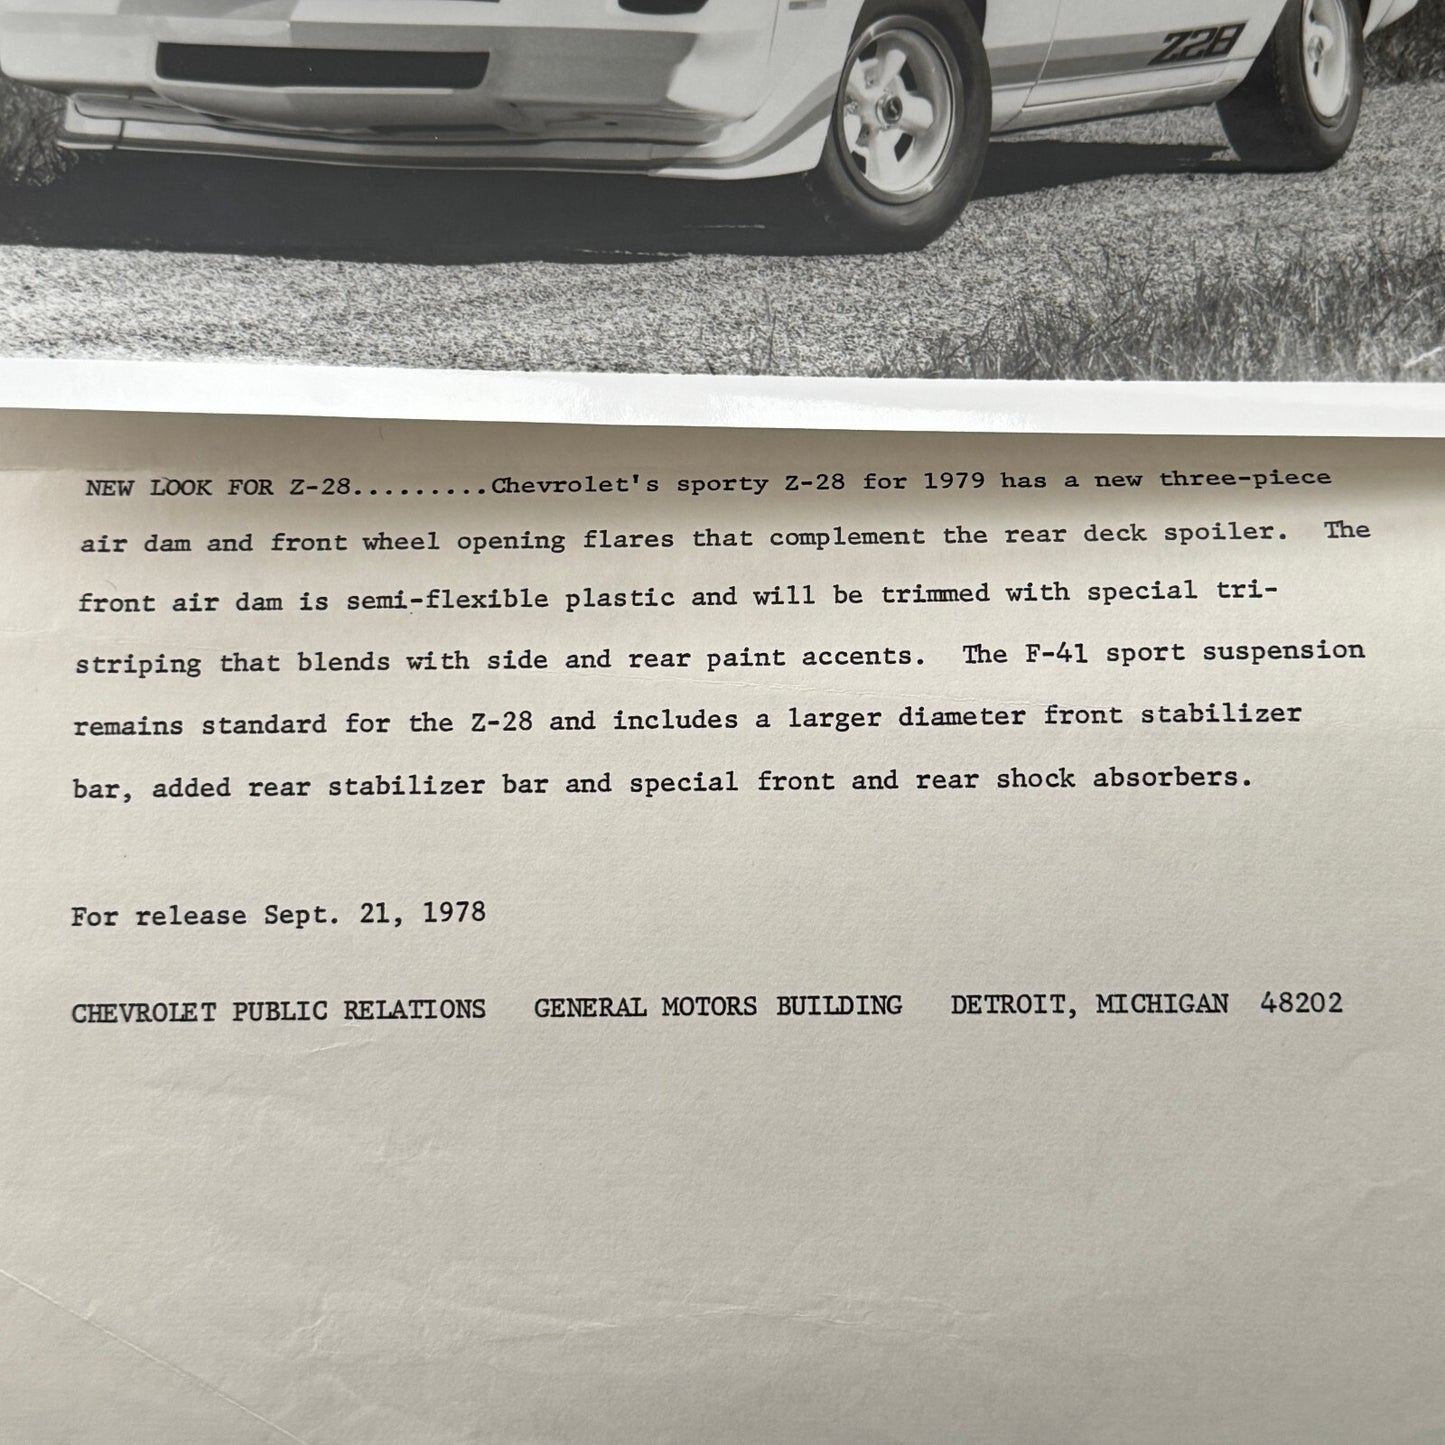 Z28
NEW LOOK FOR Z-28.........Chevrolet's sporty Z-28 for 1979 has a new three-piece
air dam and front wheel opening flares that complement the rear deck spoiler. The
front air dam is semi-flexible plastic and will be trimmed with special tri-
striping that blends with side and rear paint accents. The F-41 sport suspension
remains standard for the Z-28 and includes a larger diameter front stabilizer
bar, added rear stabilizer bar and special front and rear shock absorbers.
For release Sept. 21, 1978
CHEVROLET PUBLIC RELATIONS GENERAL MOTORS BUILDING DETROIT, MICHIGAN 48202